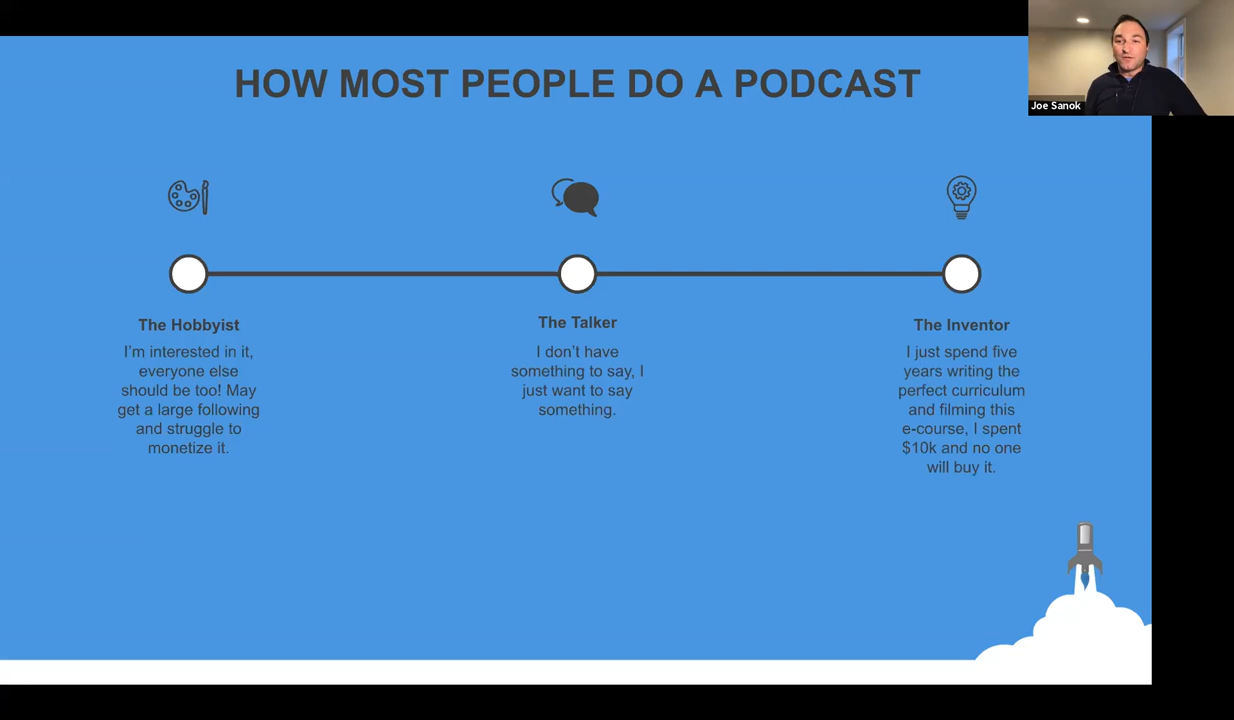 HOW MOST PEOPLE DO A PODCAST
Joe Sanok
The Hobbyist
I'm interested in it,
everyone else
should be too! May
get a large following
and struggle to
monetize it.
The Talker
I don't have
something to say, I
just want to say
something.
The Inventor
I just spend five
years writing the
perfect curriculum
and filming this
e-course, I spent
$10k and no one
will buy it.